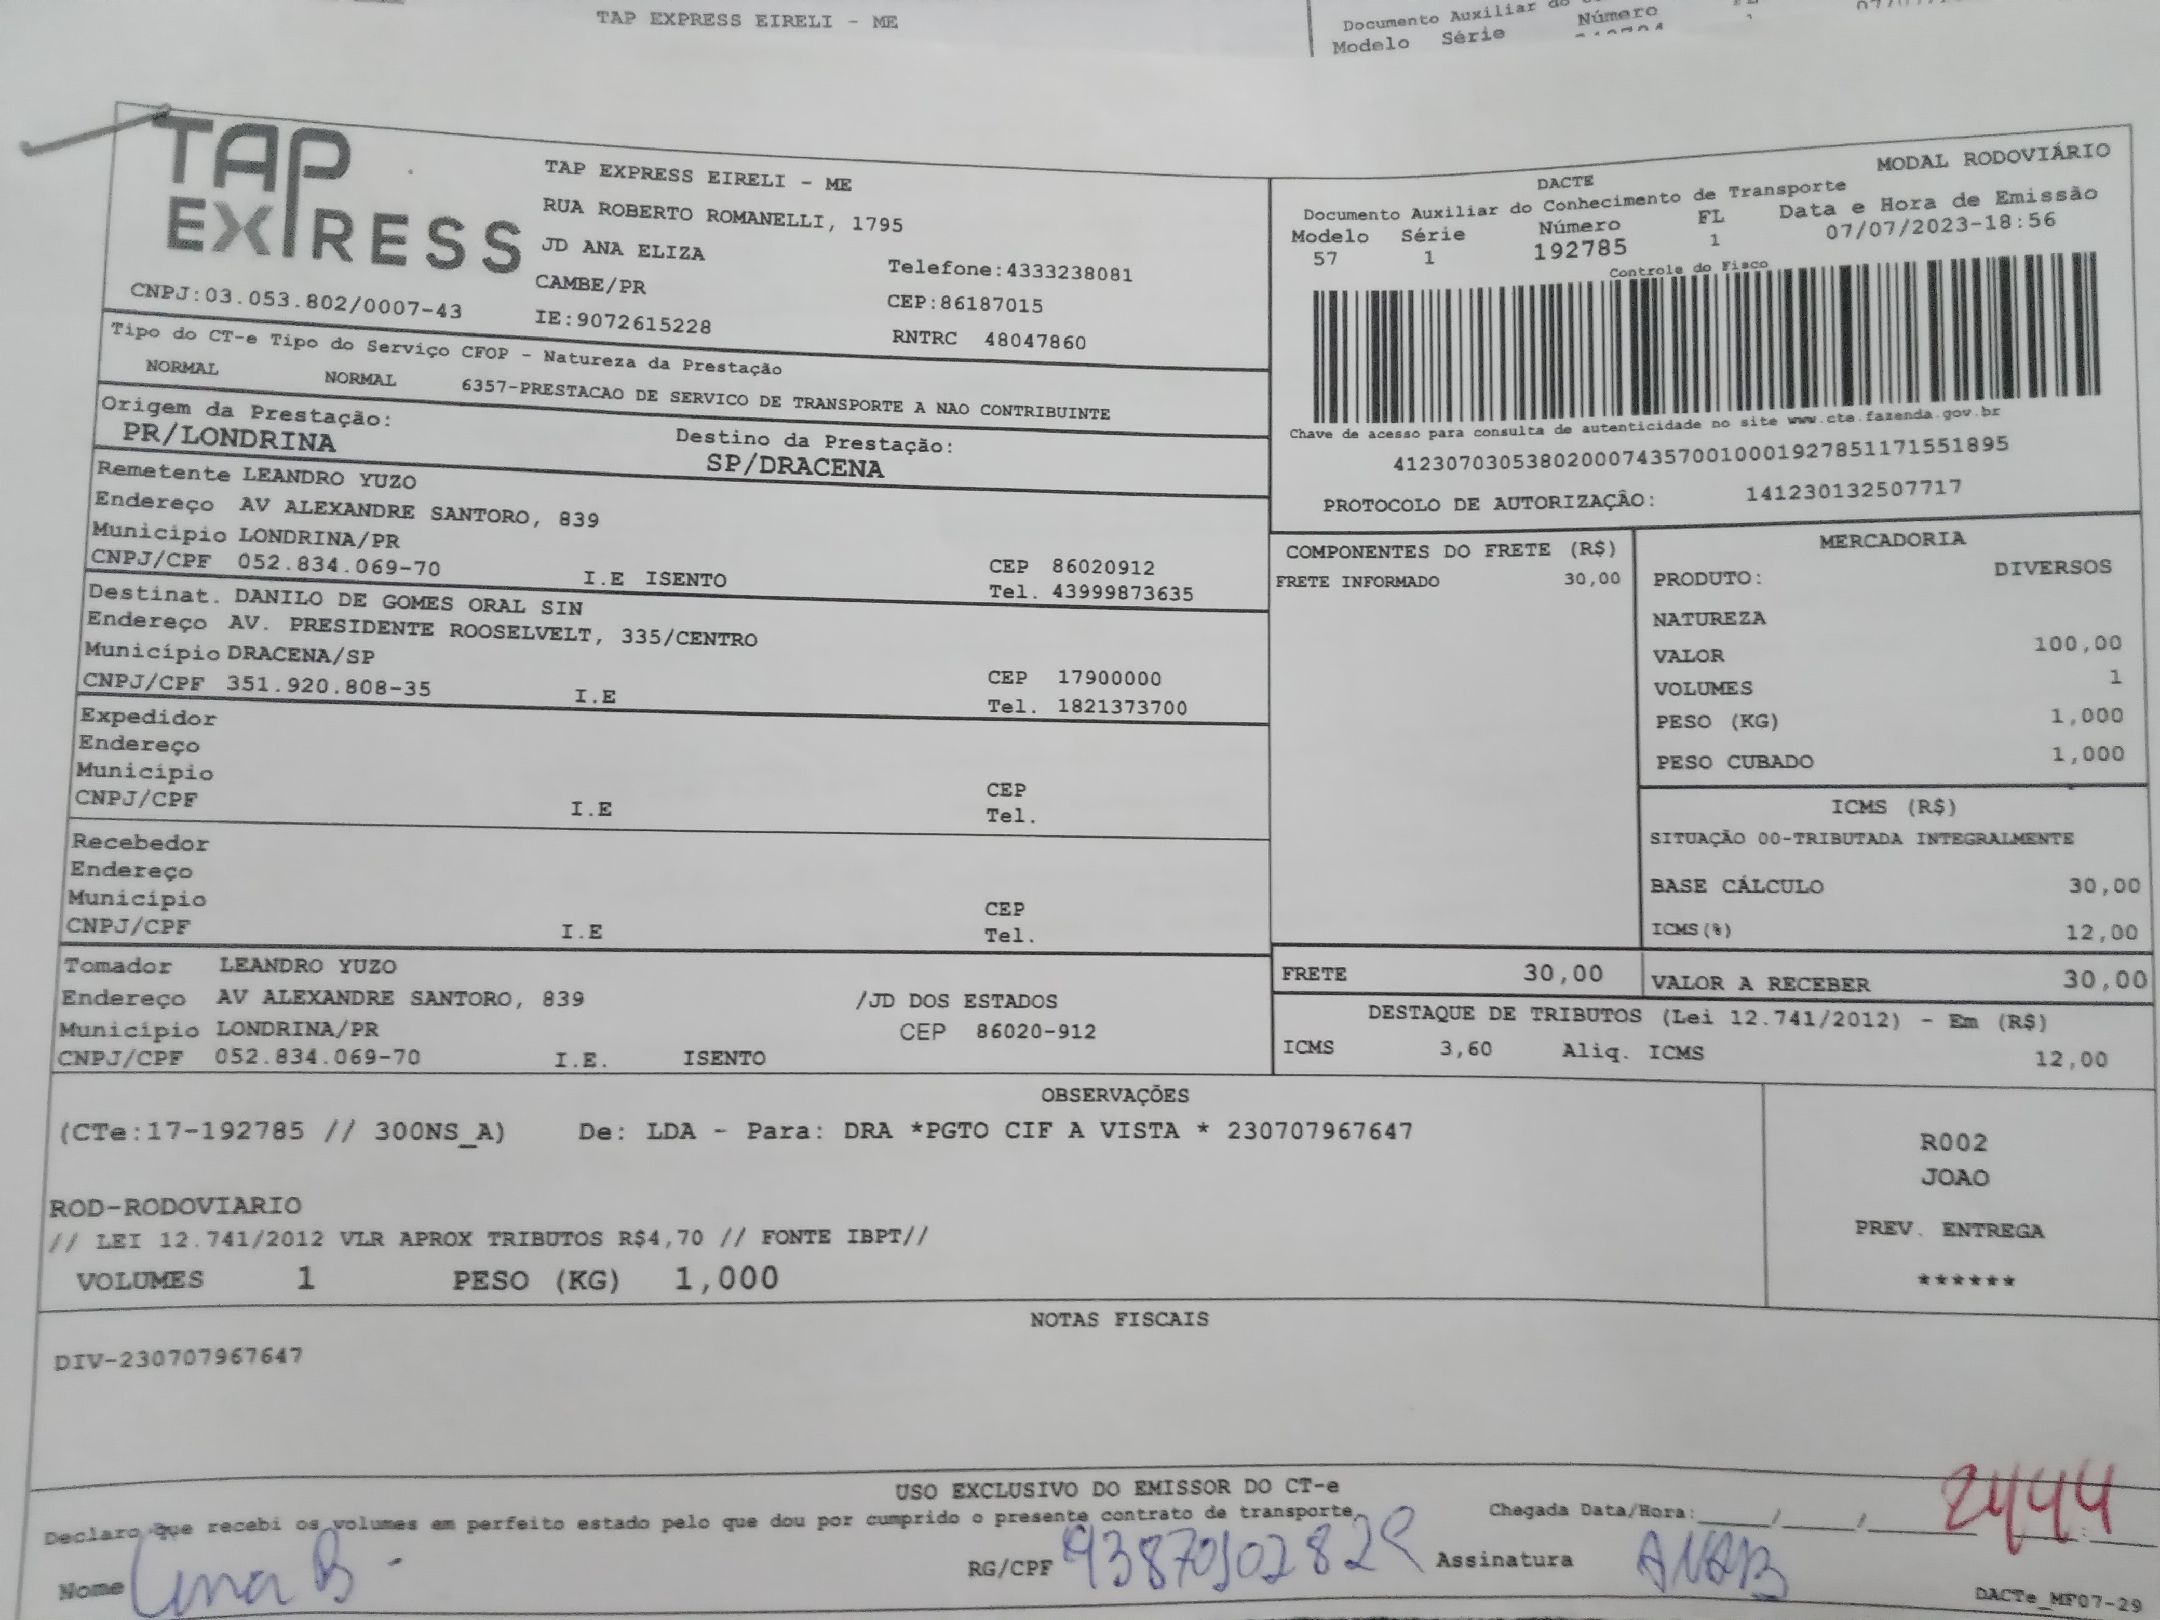 TAP EXPRESS EIRELI - ME
Documento Auxiliar do
Modelo Série Número
TAP EXPRESS
CNPJ:03.053.802/0007-43
TAP EXPRESS EIRELI - ME
RUA ROBERTO ROMANELLI, 1795
JD ANA ELIZA
CAMBE/PR
IE:9072615228
Telefone:4333238081
CEP:86187015
RNTRC 48047860
MODAL RODOVIÁRIO
DACTE
Documento Auxiliar do Conhecimento de Transporte
Modelo Série Número FL Data e Hora de Emissão
57 1 192785 1 07/07/2023-18:56
Controle do Fisco
Chave de acesso para consulta de autenticidade no site www.cte.fazenda.gov.br
41230703053802000743570010001927851171551895
PROTOCOLO DE AUTORIZAÇÃO: 141230132507717
Tipo do CT-e Tipo do Serviço CFOP - Natureza da Prestação
NORMAL NORMAL 6357-PRESTACAO DE SERVICO DE TRANSPORTE A NAO CONTRIBUINTE
Origem da Prestação: Destino da Prestação:
PR/LONDRINA SP/DRACENA
Remetente LEANDRO YUZO
Endereço AV ALEXANDRE SANTORO, 839
Município LONDRINA/PR CEP 86020912
CNPJ/CPF 052.834.069-70 I.E ISENTO Tel. 43999873635
Destinat. DANILO DE GOMES ORAL SIN
Endereço AV. PRESIDENTE ROOSELVELT, 335/CENTRO
Município DRACENA/SP CEP 17900000
CNPJ/CPF 351.920.808-35 I.E Tel. 1821373700
Expedidor
Endereço
Município CEP
CNPJ/CPF I.E Tel.
Recebedor
Endereço
Município CEP
CNPJ/CPF I.E Tel.
Tomador LEANDRO YUZO
Endereço AV ALEXANDRE SANTORO, 839 /JD DOS ESTADOS
Município LONDRINA/PR CEP 86020-912
CNPJ/CPF 052.834.069-70 I.E. ISENTO
COMPONENTES DO FRETE (R$)
FRETE INFORMADO 30,00
MERCADORIA
PRODUTO: DIVERSOS
NATUREZA
VALOR 100,00
VOLUMES 1
PESO (KG) 1,000
PESO CUBADO 1,000
ICMS (R$)
SITUAÇÃO 00-TRIBUTADA INTEGRALMENTE
BASE CÁLCULO 30,00
ICMS(%) 12,00
FRETE 30,00 VALOR A RECEBER 30,00
DESTAQUE DE TRIBUTOS (Lei 12.741/2012) - Em (R$)
ICMS 3,60 Aliq. ICMS 12,00
OBSERVAÇÕES
(CTe:17-192785 // 300NS_A) De: LDA - Para: DRA *PGTO CIF A VISTA * 230707967647
ROD-RODOVIARIO
// LEI 12.741/2012 VLR APROX TRIBUTOS R$4,70 // FONTE IBPT//
VOLUMES 1 PESO (KG) 1,000
R002
JOAO
PREV. ENTREGA
******
NOTAS FISCAIS
DIV-230707967647
USO EXCLUSIVO DO EMISSOR DO CT-e
Declaro que recebi os volumes em perfeito estado pelo que dou por cumprido o presente contrato de transporte. Chegada Data/Hora:___/___/___ 2444
Nome RG/CPF Assinatura
DACTe_MF07-29